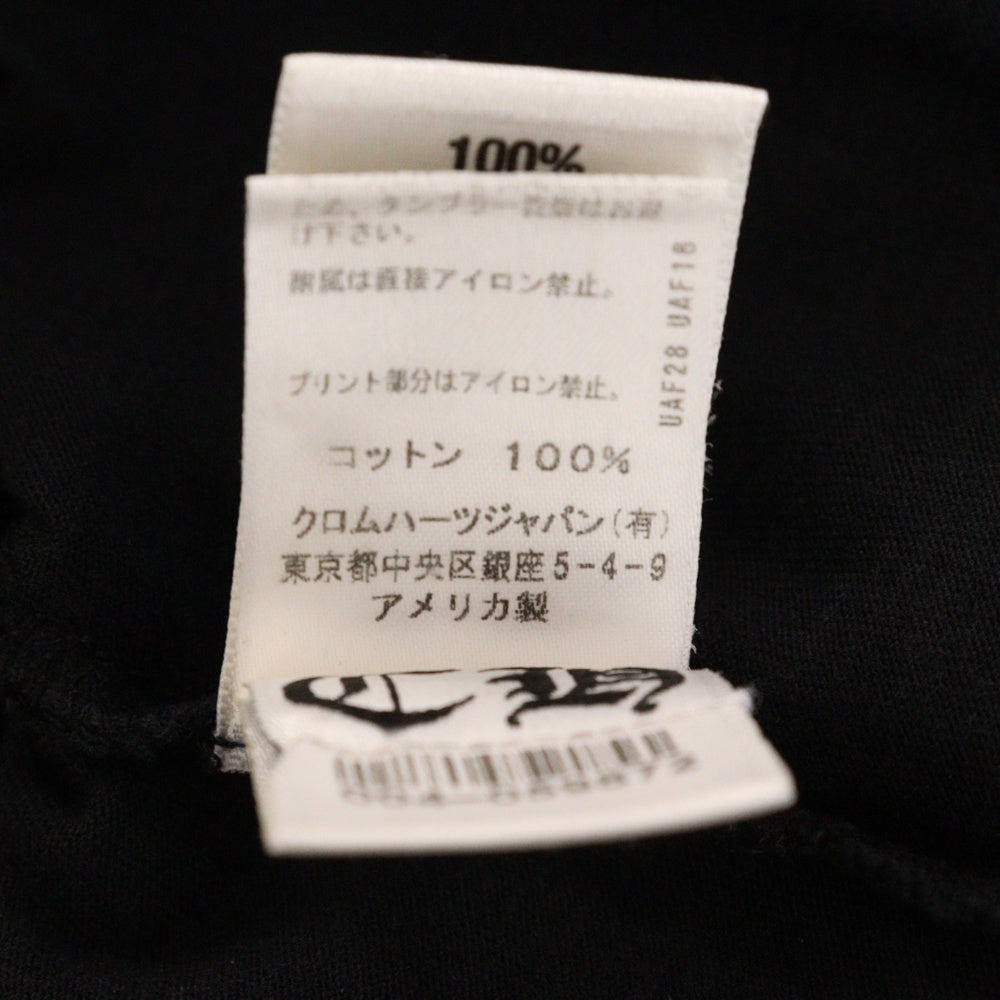 100%
ため、タンブラー乾燥はお避
け下さい。
附属は直接アイロン禁止。
プリント部分はアイロン禁止。
コットン 100%
クロムハーツジャパン(有)
東京都中央区銀座5-4-9
アメリカ製
UAF28 UAF16